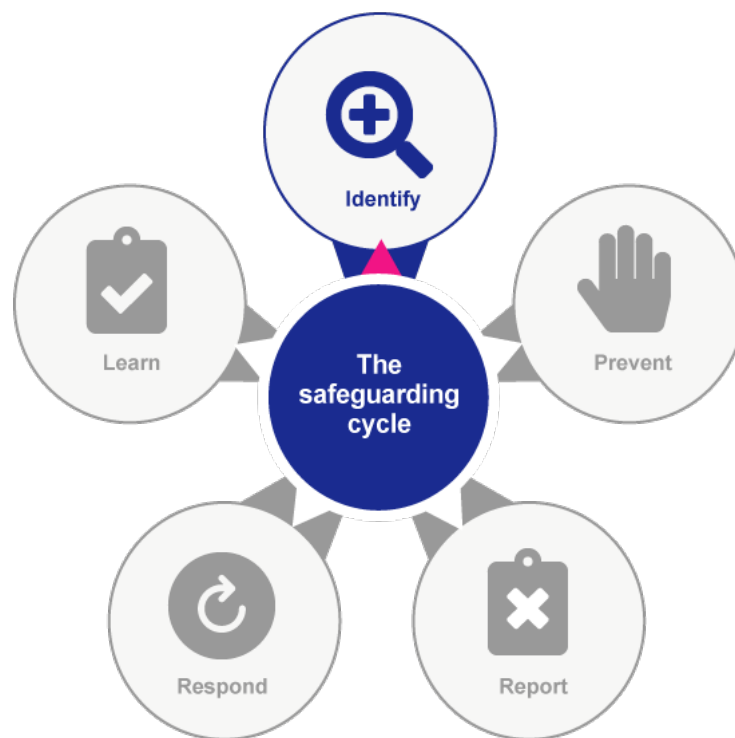 Identify
Learn
Prevent
The
safeguarding
cycle
Respond
Report